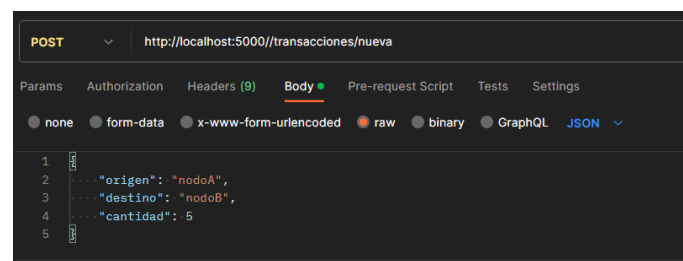 POST http://localhost:5000//transacciones/nueva
Params Authorization Headers (9) Body Pre-request Script Tests Settings
none form-data x-www-form-urlencoded raw binary GraphQL JSON
1 {
2 "origen": "nodoA",
3 "destino": "nodoB",
4 "cantidad": 5
5 }